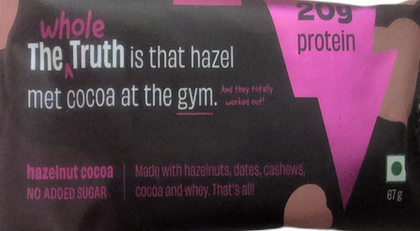 whole
The Truth is that hazel
met cocoa at the gym. And they totally
worked out!
20g
protein
hazelnut cocoa
NO ADDED SUGAR
Made with hazelnuts, dates, cashews,
cocoa and whey. That's all!
67 g